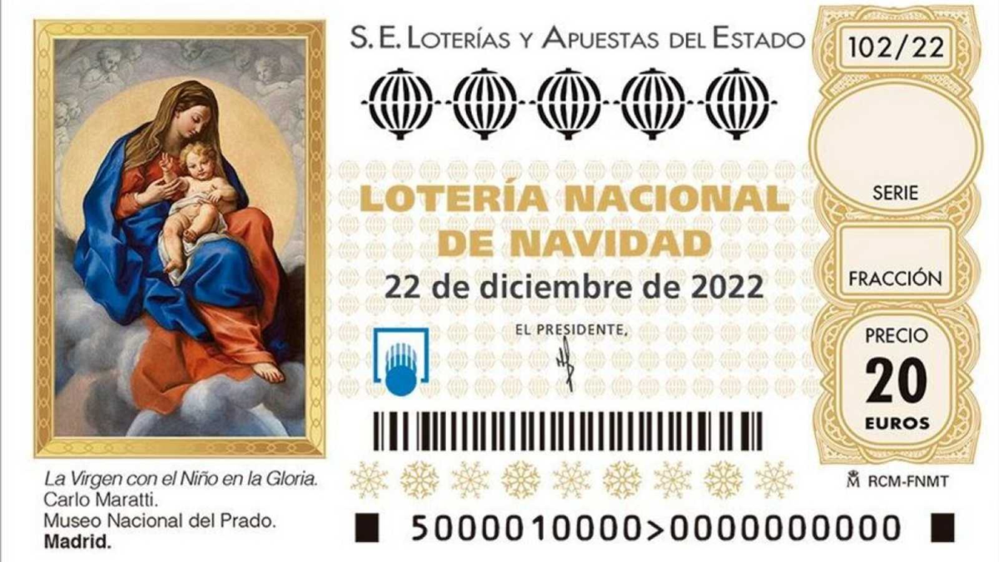 S. E. LOTERÍAS Y APUESTAS DEL ESTADO
102/22
SERIE
LOTERÍA NACIONAL
DE NAVIDAD
22 de diciembre de 2022
FRACCIÓN
EL PRESIDENTE,
PRECIO
20
EUROS
La Virgen con el Niño en la Gloria.
Carlo Maratti.
Museo Nacional del Prado.
Madrid.
RCM-FNMT
5000010000>0000000000